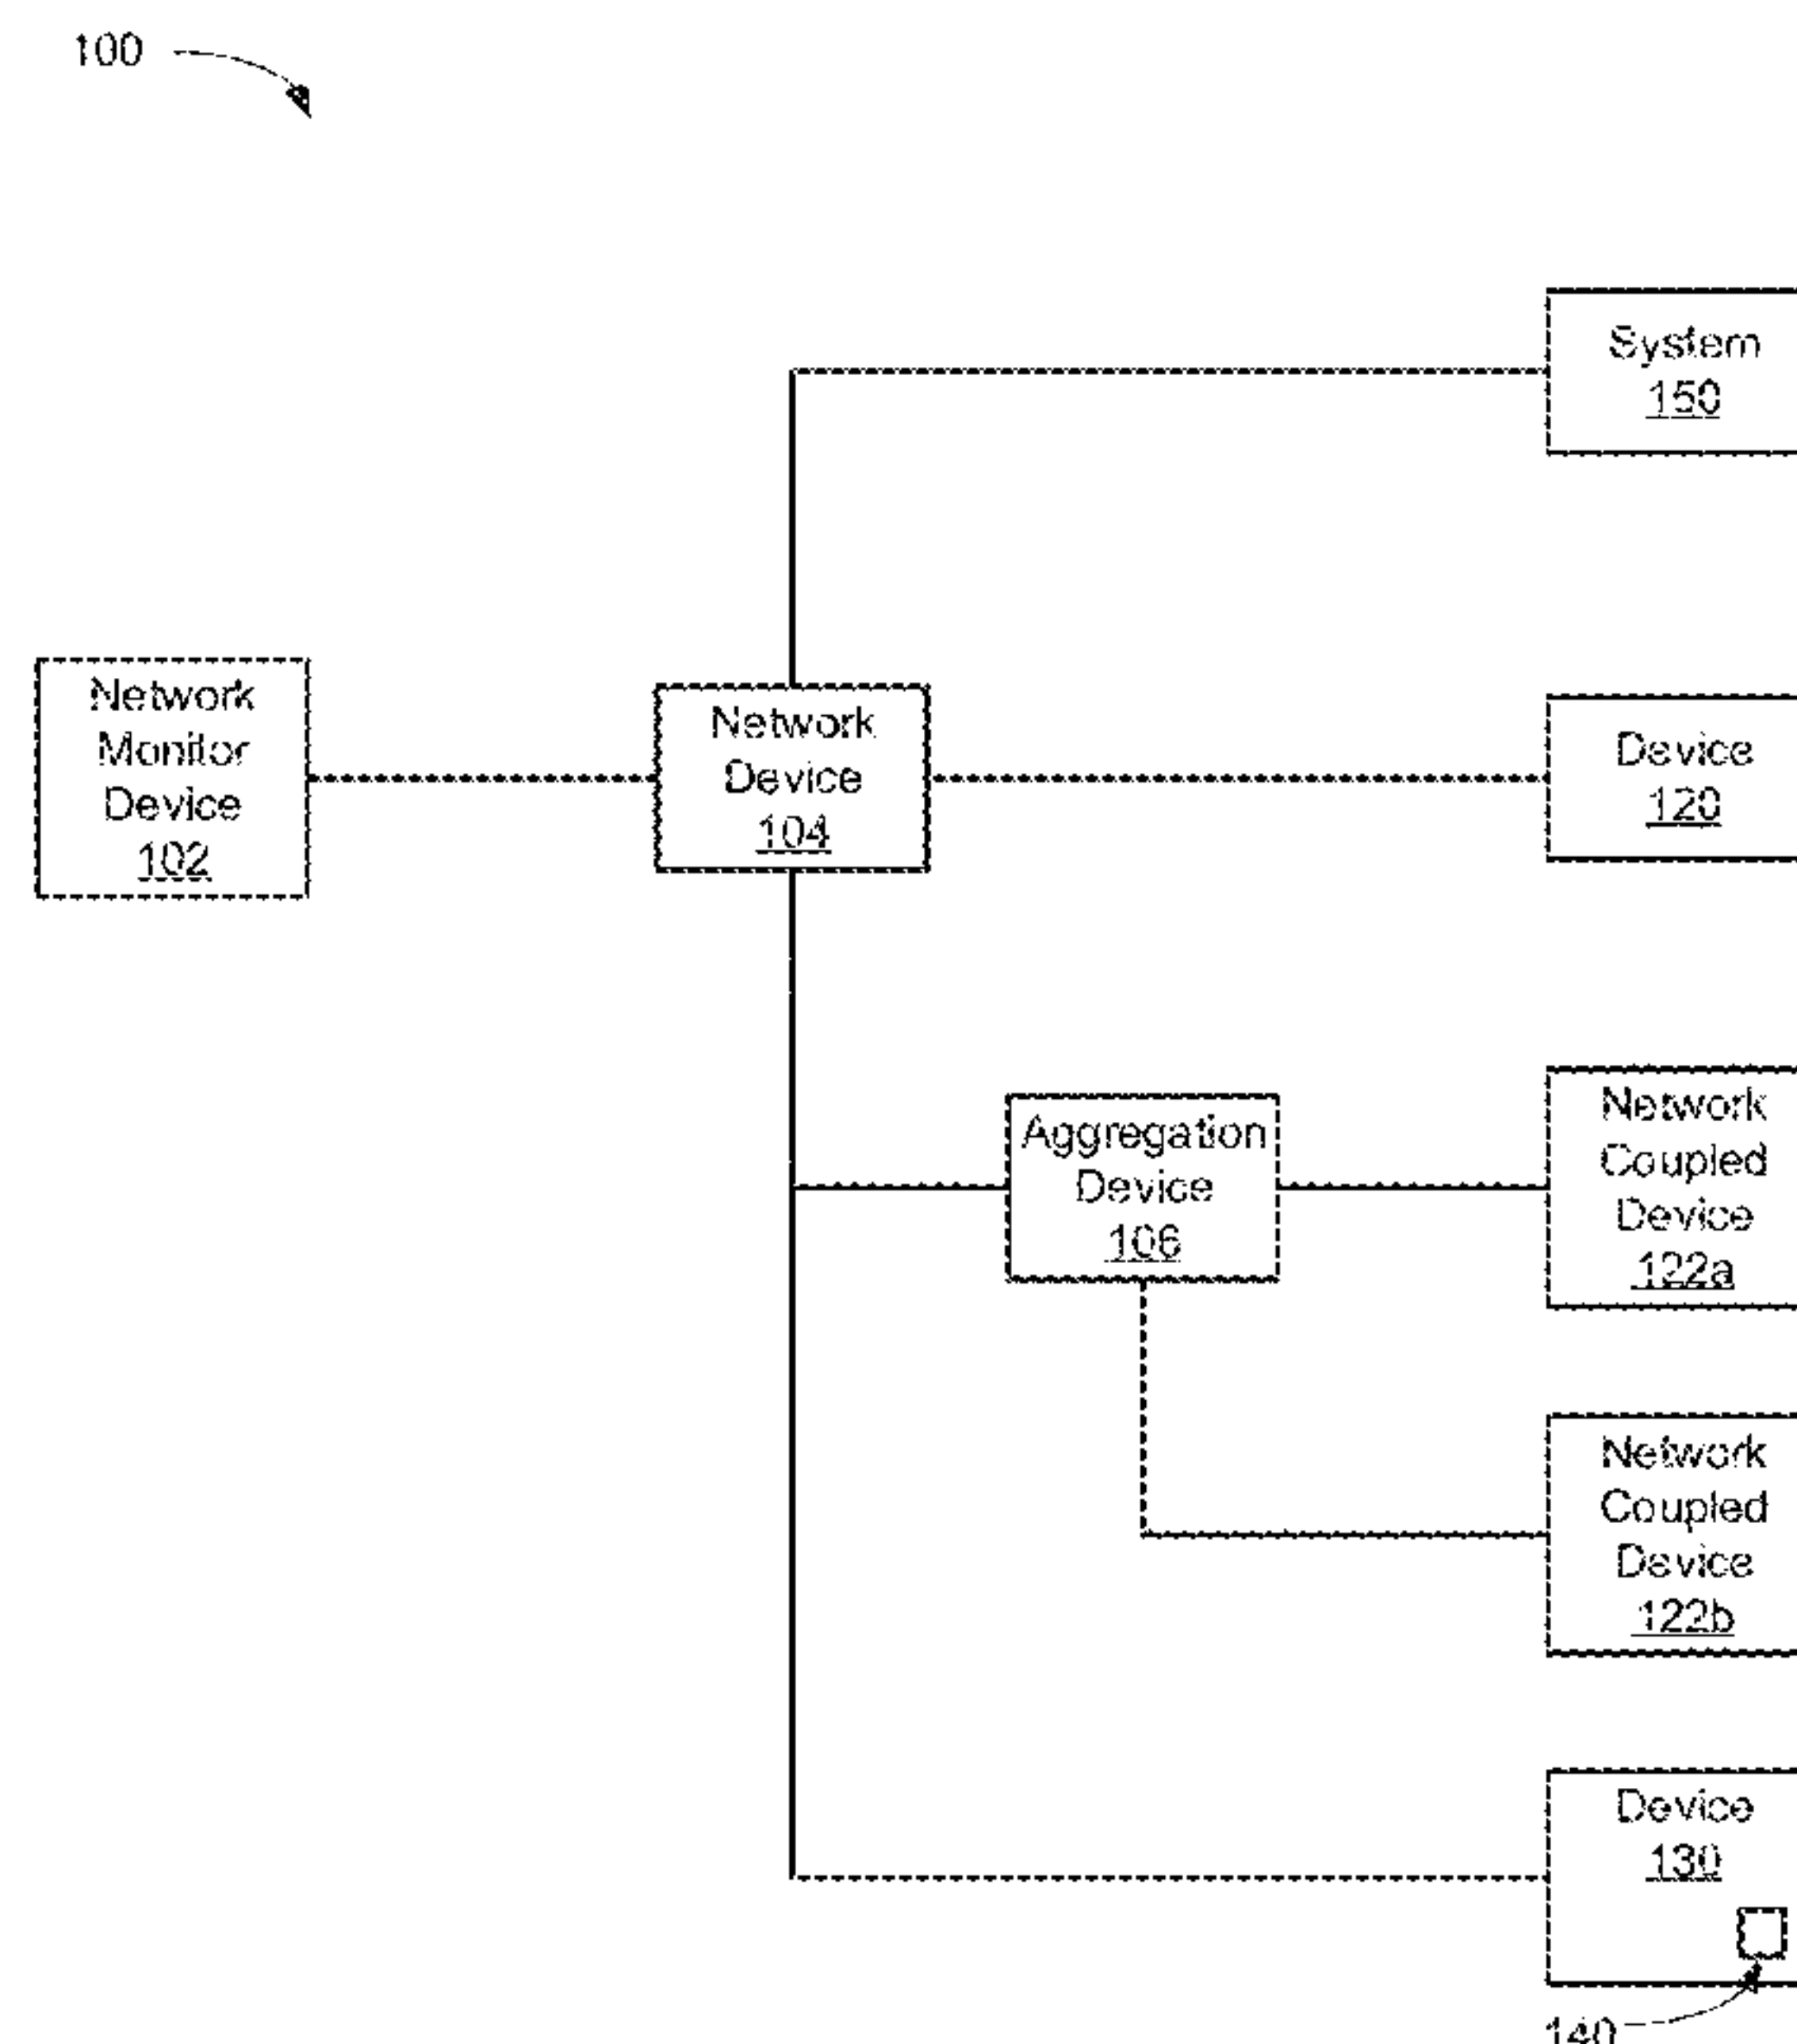 100
System
150
Network
Monitor
Device
102
Network
Device
104
Device
120
Aggregation
Device
106
Network
Coupled
Device
122a
Network
Coupled
Device
122b
Device
130
140